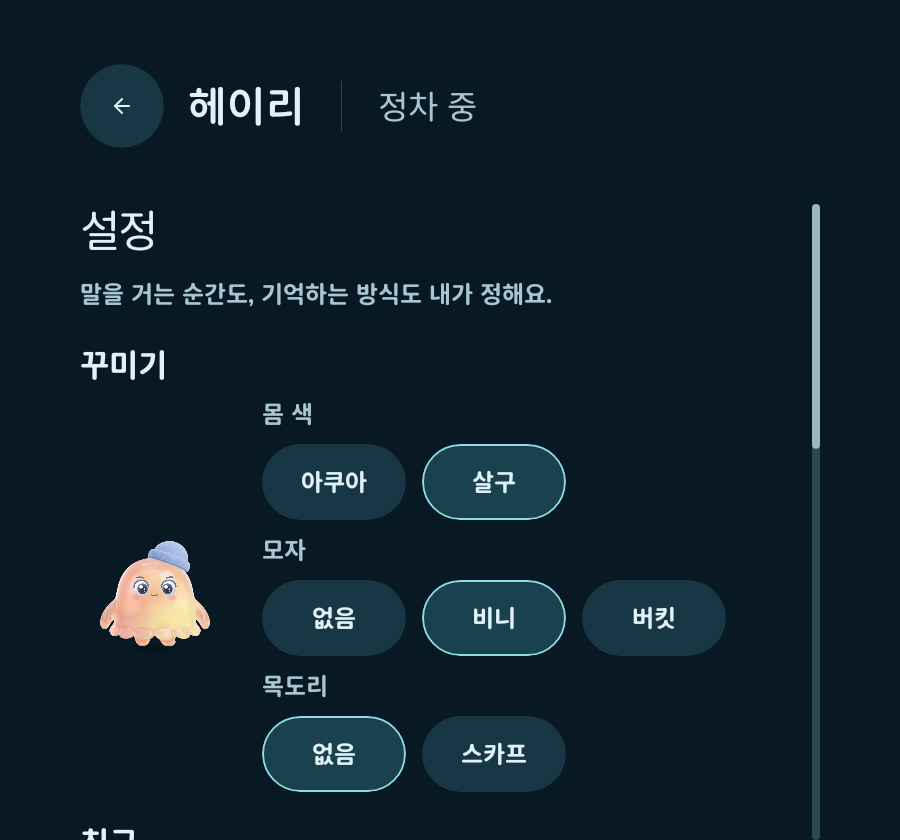 헤이리
정차 중
설정
말을 거는 순간도, 기억하는 방식도 내가 정해요.
꾸미기
몸 색
아쿠아
살구
모자
없음
비니
버킷
목도리
없음
스카프